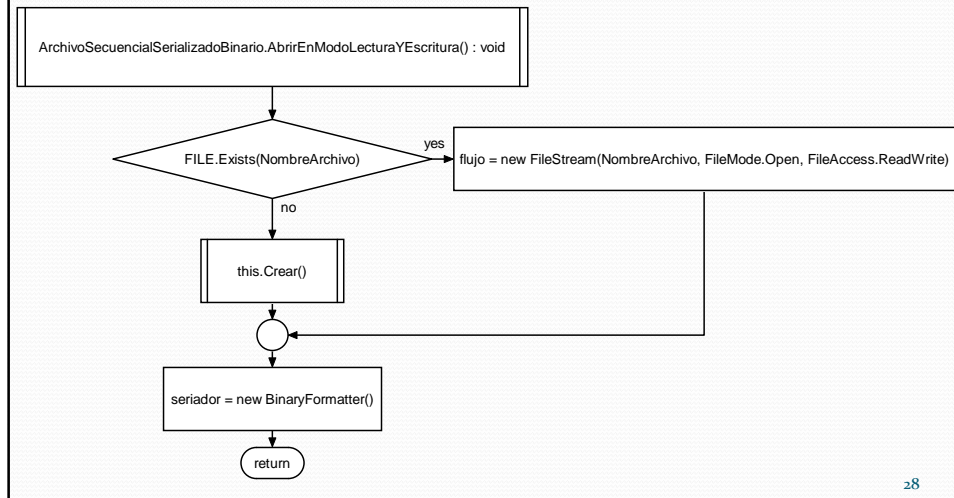 ArchivoSecuencialSerializadoBinario.AbrirEnModoLecturaYEscritura() : void
FILE.Exists(NombreArchivo)
yes
flujo = new FileStream(NombreArchivo, FileMode.Open, FileAccess.ReadWrite)
no
this.Crear()
seriador = new BinaryFormatter()
return
28